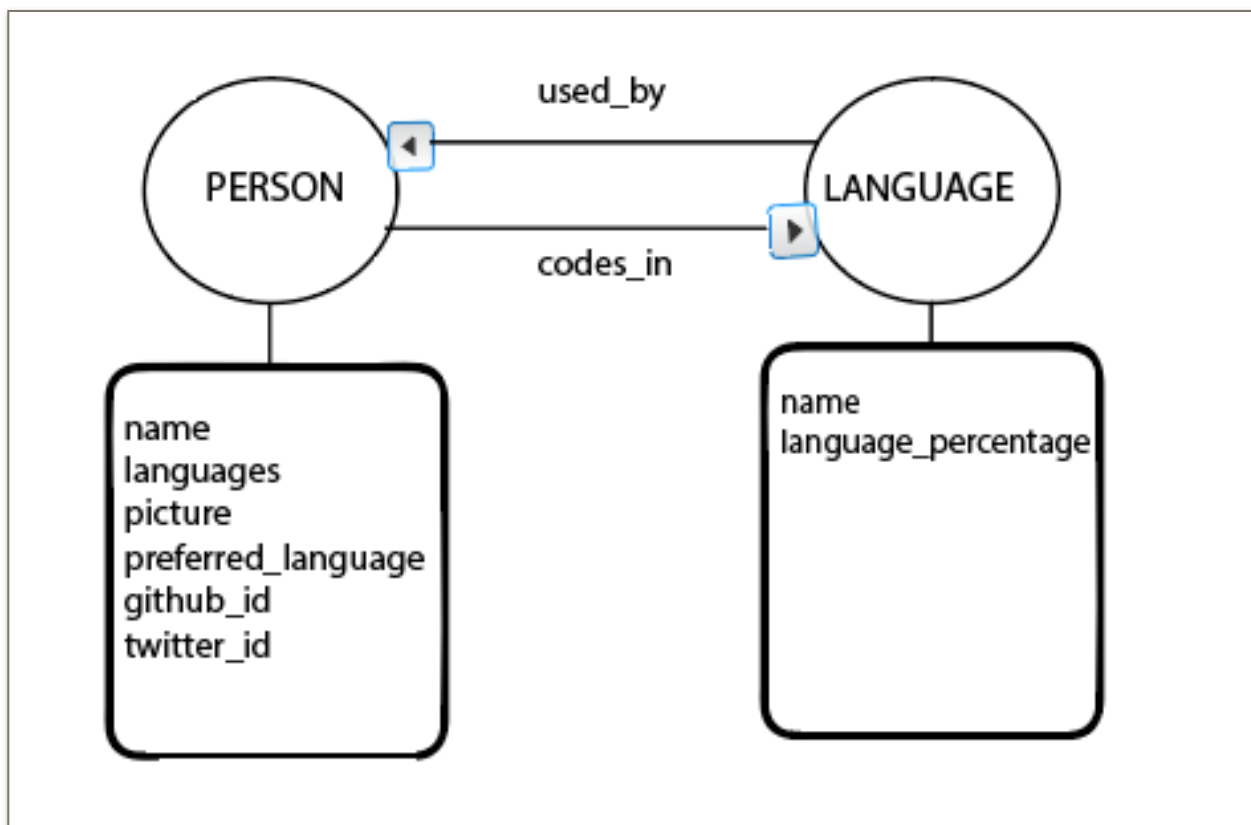 used_by
PERSON
LANGUAGE
codes_in
name
languages
picture
preferred_language
github_id
twitter_id
name
language_percentage